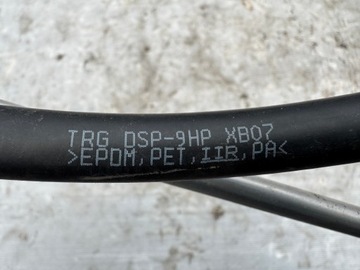 TRG DSP-9HP XB07
>EPDM,PET,IIR,PA<